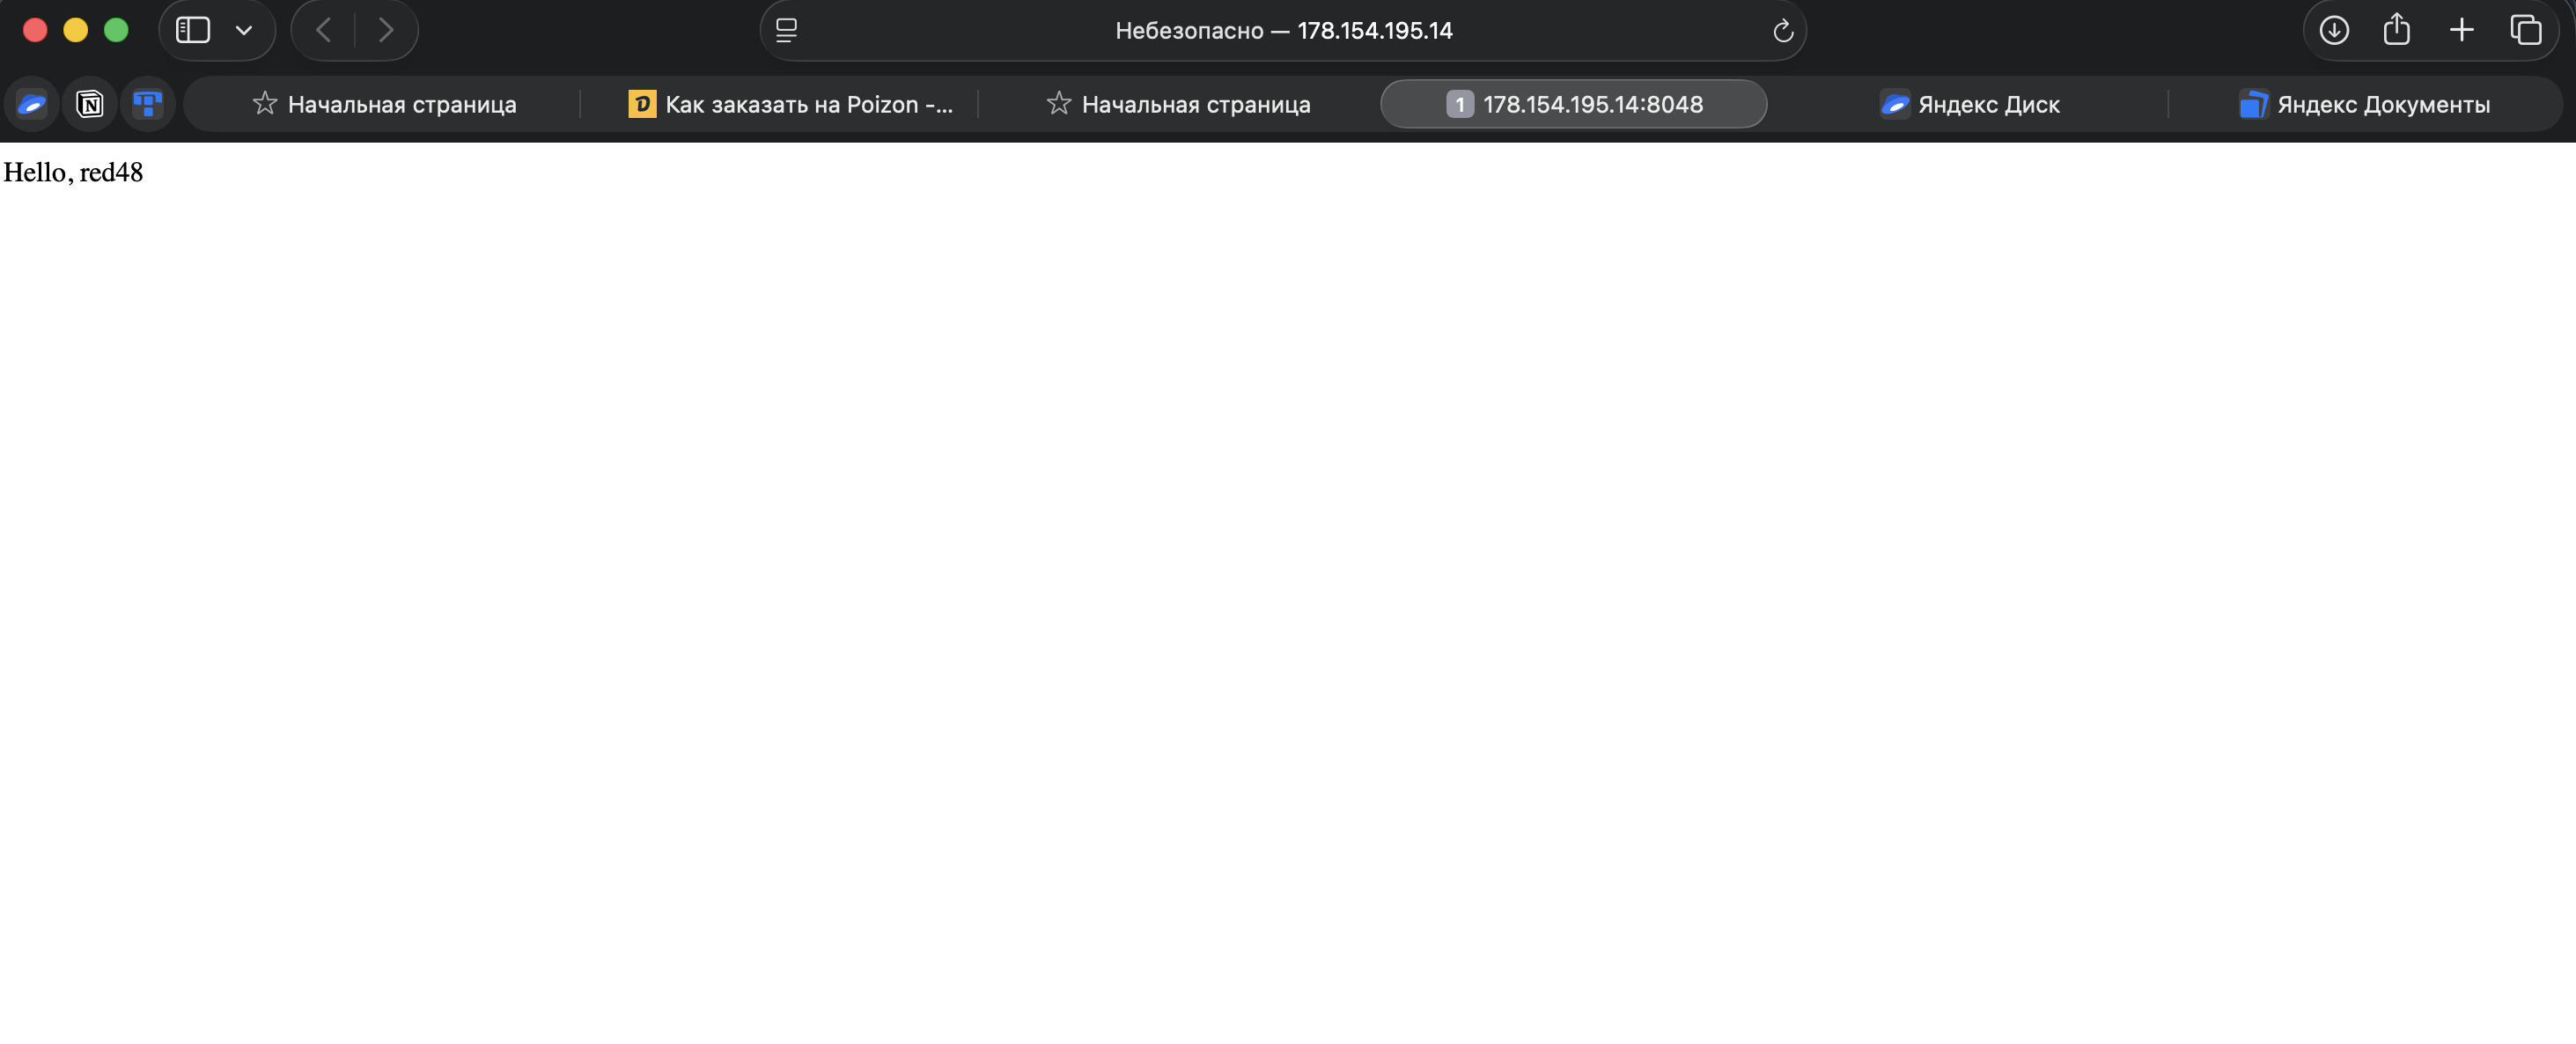 Небезопасно — 178.154.195.14
N
Начальная страница
Как заказать на Poizon -...
Начальная страница
1 178.154.195.14:8048
Яндекс Диск
Яндекс Документы
Hello, red48